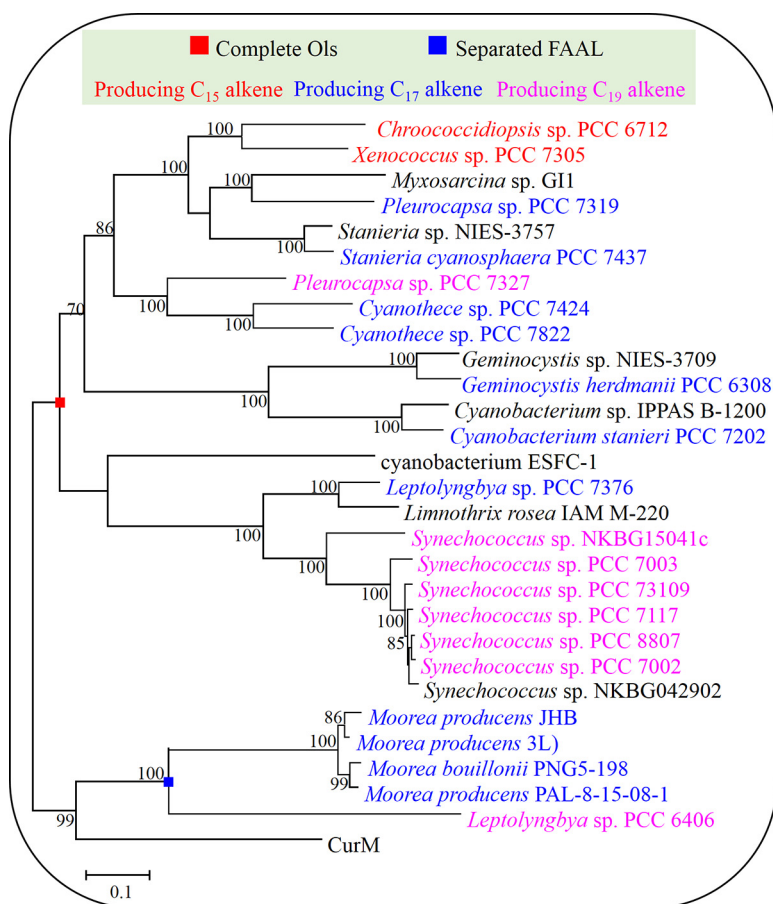 Complete Ols Separated FAAL
Producing C₁₅ alkene Producing C₁₇ alkene Producing C₁₉ alkene
100 Chroococcidiopsis sp. PCC 6712
100 Xenococcus sp. PCC 7305
100 Myxosarcina sp. GI1
86 Pleurocapsa sp. PCC 7319
Stanieria sp. NIES-3757
100 Stanieria cyanosphaera PCC 7437
Pleurocapsa sp. PCC 7327
70 100 Cyanothece sp. PCC 7424
100 Cyanothece sp. PCC 7822
100 Geminocystis sp. NIES-3709
Geminocystis herdmanii PCC 6308
100 Cyanobacterium sp. IPPAS B-1200
100 Cyanobacterium stanieri PCC 7202
cyanobacterium ESFC-1
100 Leptolyngbya sp. PCC 7376
Limnothrix rosea IAM M-220
100 Synechococcus sp. NKBG15041c
100 Synechococcus sp. PCC 7003
100 Synechococcus sp. PCC 73109
100 Synechococcus sp. PCC 7117
85 Synechococcus sp. PCC 8807
Synechococcus sp. PCC 7002
Synechococcus sp. NKBG042902
86 Moorea producens JHB
100 Moorea producens 3L)
100 Moorea bouillonii PNG5-198
99 Moorea producens PAL-8-15-08-1
Leptolyngbya sp. PCC 6406
99 CurM
0.1